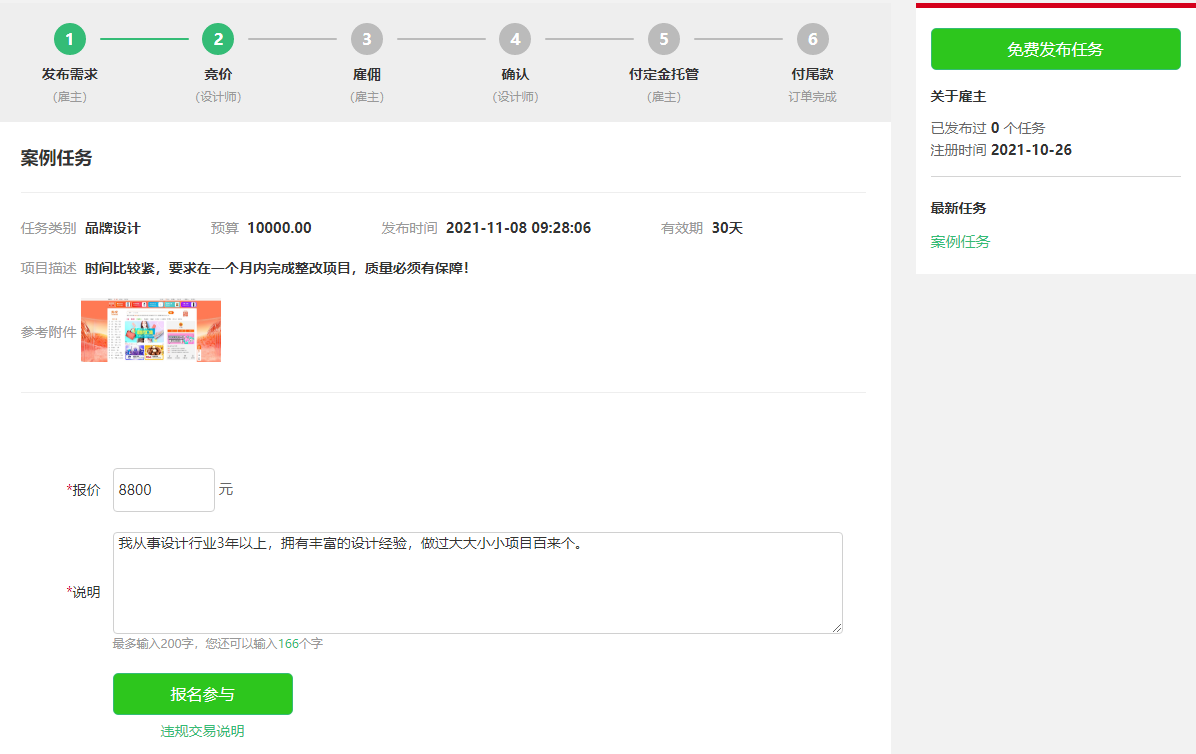 1 2 3 4 5 6
发布需求 竞价 雇佣 确认 付定金托管 付尾款
(雇主) (设计师) (雇主) (设计师) (雇主) 订单完成
案例任务
任务类别 品牌设计 预算 10000.00 发布时间 2021-11-08 09:28:06 有效期 30天
项目描述 时间比较紧，要求在一个月内完成整改项目，质量必须有保障！
参考附件
*报价 8800 元
*说明 我从事设计行业3年以上，拥有丰富的设计经验，做过大大小小项目百来个。
最多输入200字，您还可以输入166个字
报名参与
违规交易说明
免费发布任务
关于雇主
已发布过 0 个任务
注册时间 2021-10-26
最新任务
案例任务